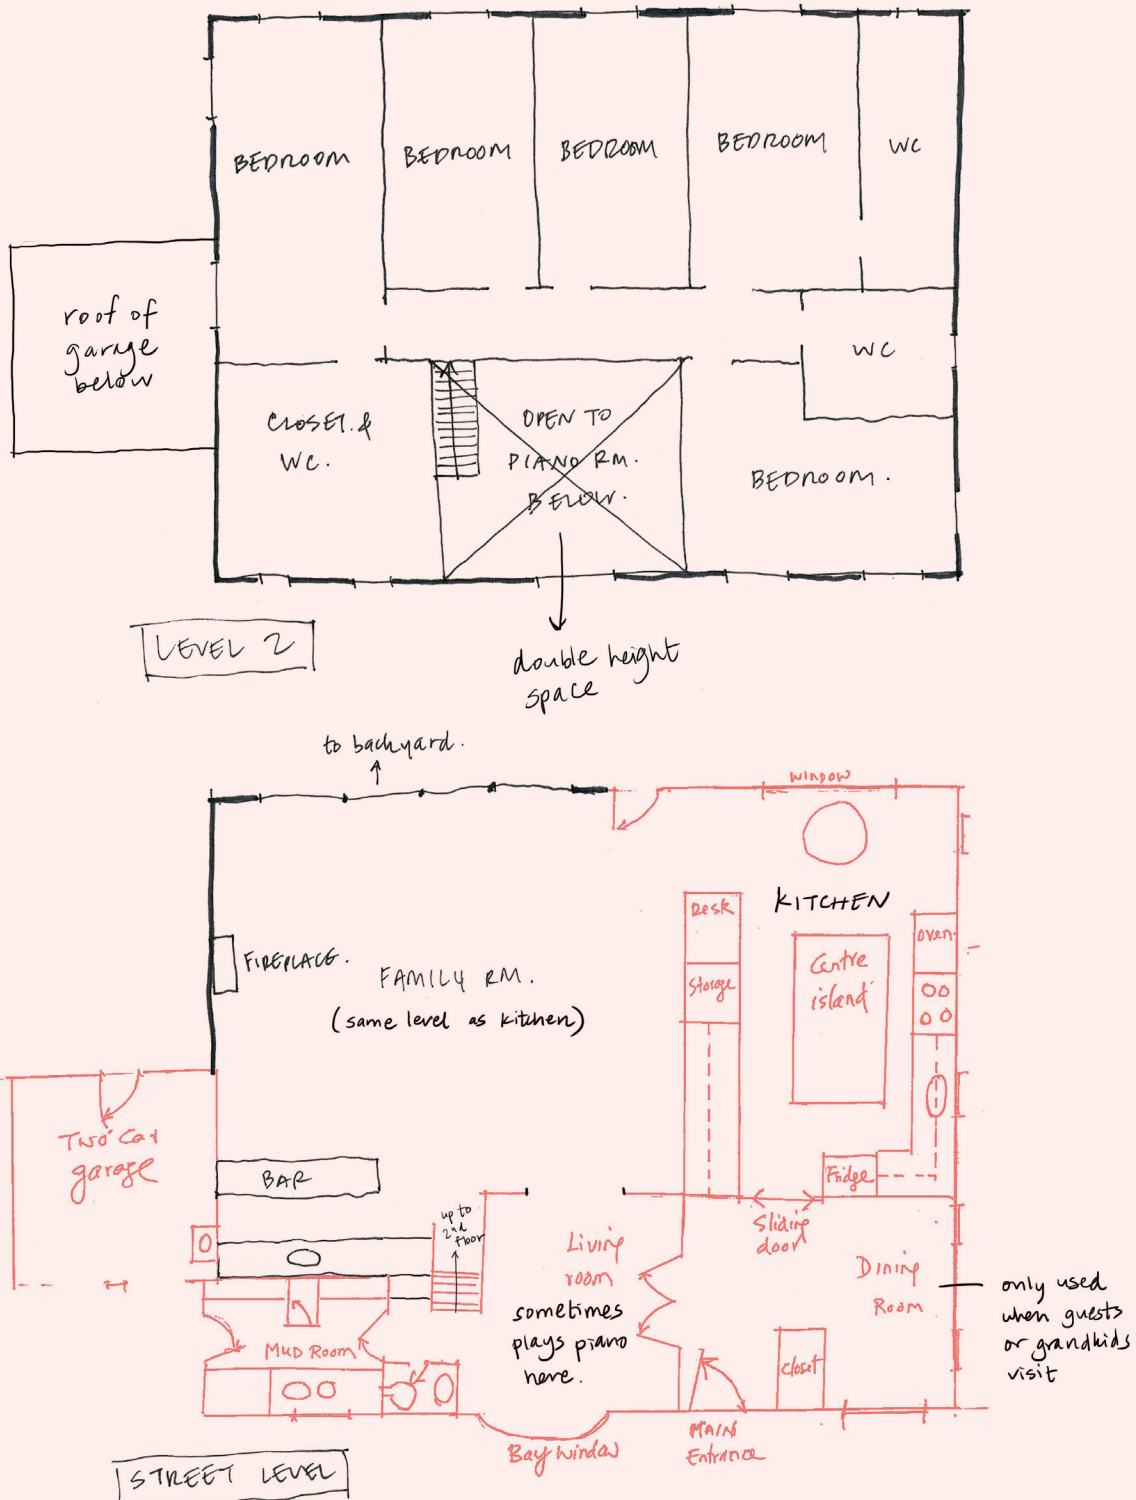 BEDROOM
BEDROOM
BEDROOM
BEDROOM
WC
roof of
garage
below
WC
CLOSET. &
WC.
OPEN TO
PIANO RM.
BELOW.
BEDROOM.
LEVEL 2
double height
space
to backyard.
WINDOW
Desk
KITCHEN
Oven
FIREPLACE.
FAMILY RM.
(same level as kitchen)
Storage
Centre
island
Two Car
garage
BAR
Fridge
up to
2nd
floor
Living
room
sometimes
plays piano
here.
Sliding
door
Dining
Room
only used
when guests
or grandkids
visit
MUD Room
closet
Bay window
MAIN
Entrance
STREET LEVEL